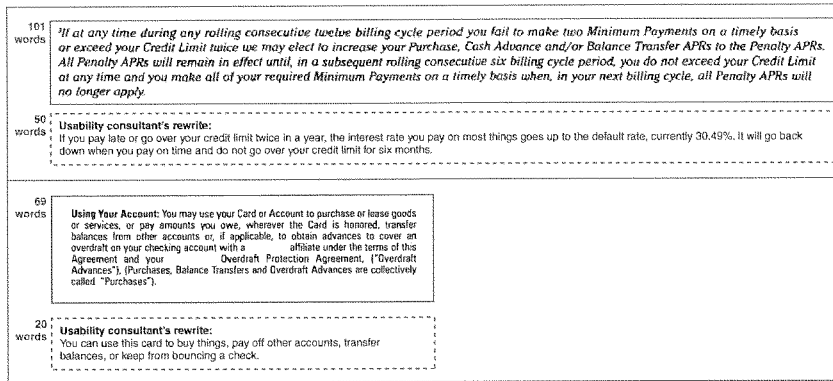 101
words
³If at any time during any rolling consecutive twelve billing cycle period you fail to make two Minimum Payments on a timely basis
or exceed your Credit Limit twice we may elect to increase your Purchase, Cash Advance and/or Balance Transfer APRs to the Penalty APRs.
All Penalty APRs will remain in effect until, in a subsequent rolling consecutive six billing cycle period, you do not exceed your Credit Limit
at any time and you make all of your required Minimum Payments on a timely basis when, in your next billing cycle, all Penalty APRs will
no longer apply.
50
words
Usability consultant's rewrite:
If you pay late or go over your credit limit twice in a year, the interest rate you pay on most things goes up to the default rate, currently 30.49%. It will go back
down when you pay on time and do not go over your credit limit for six months.
69
words
Using Your Account: You may use your Card or Account to purchase or lease goods
or services, or pay amounts you owe, wherever the Card is honored, transfer
balances from other accounts or, if applicable, to obtain advances to cover an
overdraft on your checking account with a affiliate under the terms of this
Agreement and your Overdraft Protection Agreement, ("Overdraft
Advances"), (Purchases, Balance Transfers and Overdraft Advances are collectively
called "Purchases").
20
words
Usability consultant's rewrite:
You can use this card to buy things, pay off other accounts, transfer
balances, or keep from bouncing a check.